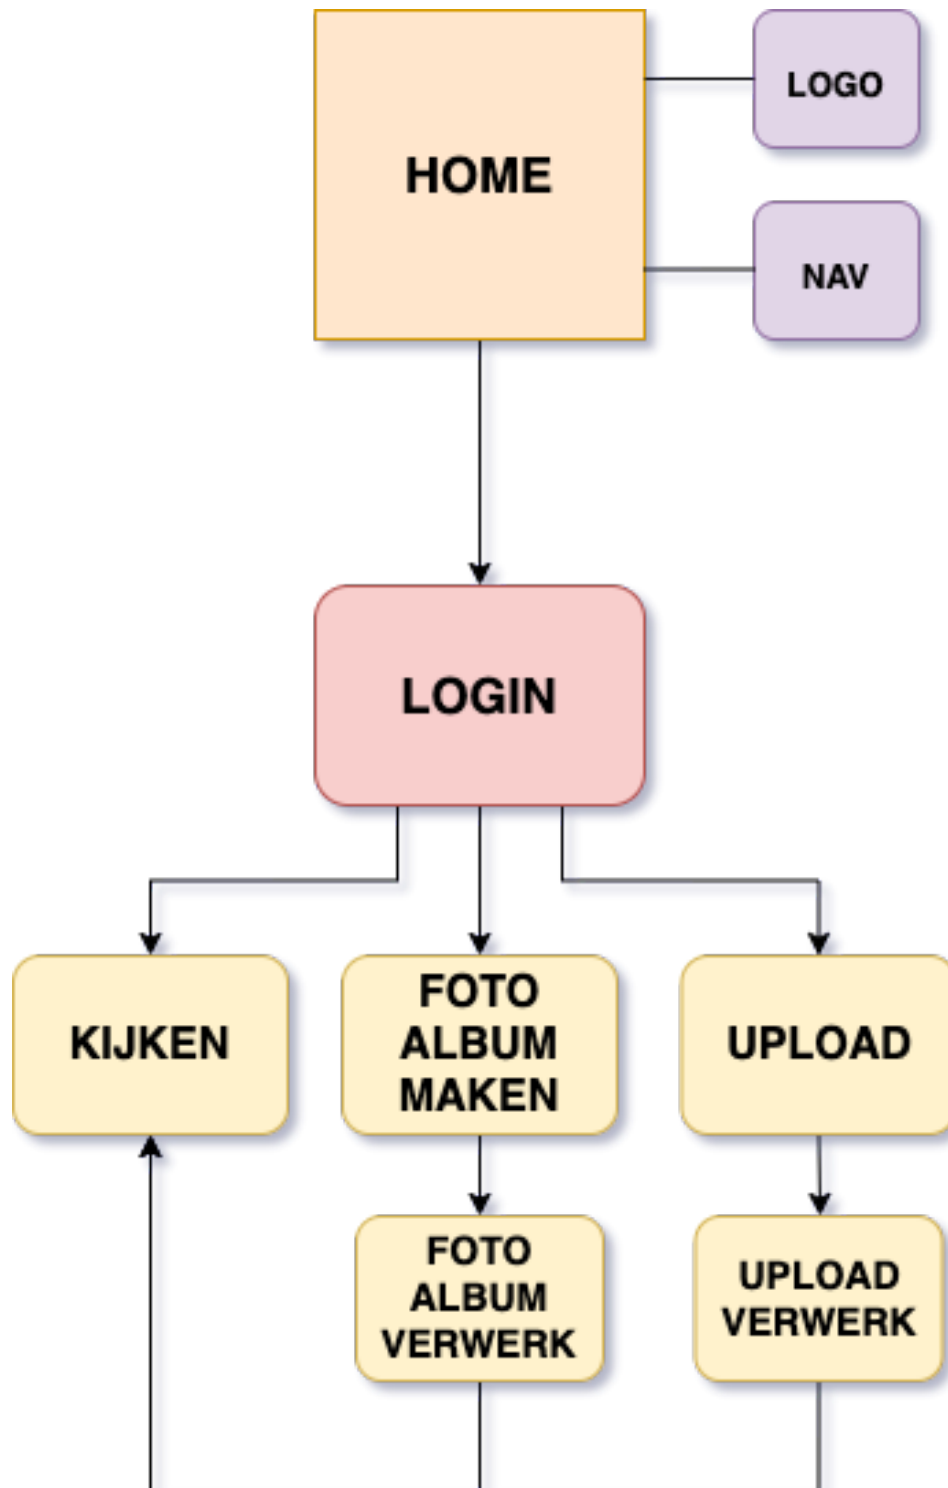 HOME
LOGO
NAV
LOGIN
KIJKEN
FOTO
ALBUM
MAKEN
UPLOAD
FOTO
ALBUM
VERWERK
UPLOAD
VERWERK